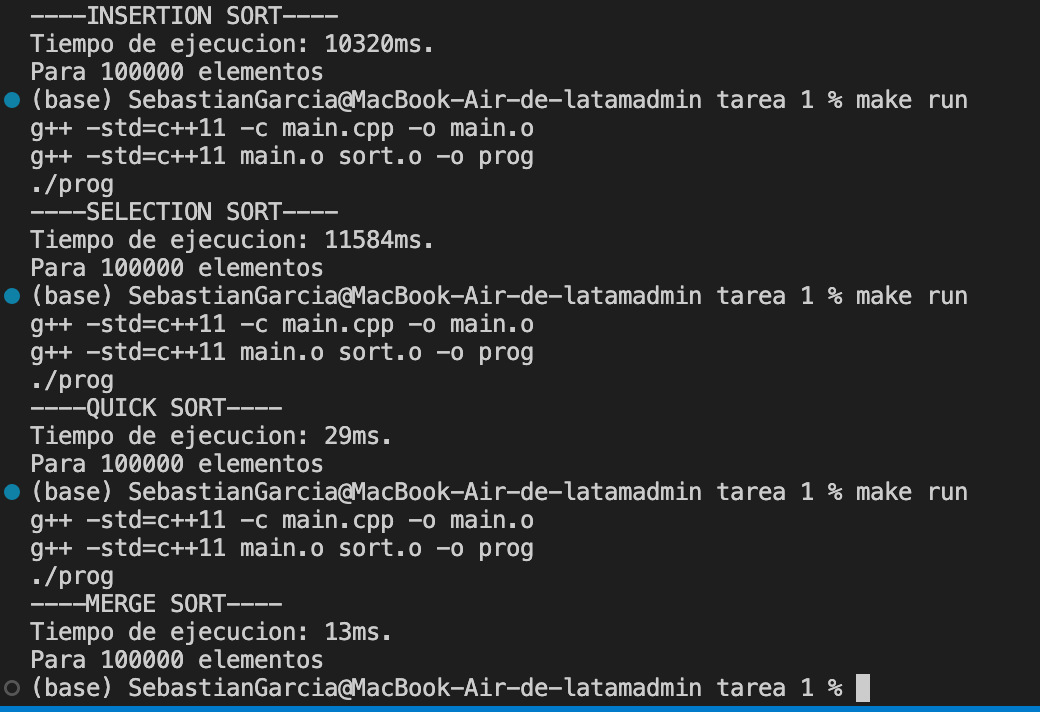 ----INSERTION SORT----
Tiempo de ejecucion: 10320ms.
Para 100000 elementos
(base) SebastianGarcia@MacBook-Air-de-latamadmin tarea 1 % make run
g++ -std=c++11 -c main.cpp -o main.o
g++ -std=c++11 main.o sort.o -o prog
./prog
----SELECTION SORT----
Tiempo de ejecucion: 11584ms.
Para 100000 elementos
(base) SebastianGarcia@MacBook-Air-de-latamadmin tarea 1 % make run
g++ -std=c++11 -c main.cpp -o main.o
g++ -std=c++11 main.o sort.o -o prog
./prog
----QUICK SORT----
Tiempo de ejecucion: 29ms.
Para 100000 elementos
(base) SebastianGarcia@MacBook-Air-de-latamadmin tarea 1 % make run
g++ -std=c++11 -c main.cpp -o main.o
g++ -std=c++11 main.o sort.o -o prog
./prog
----MERGE SORT----
Tiempo de ejecucion: 13ms.
Para 100000 elementos
(base) SebastianGarcia@MacBook-Air-de-latamadmin tarea 1 %